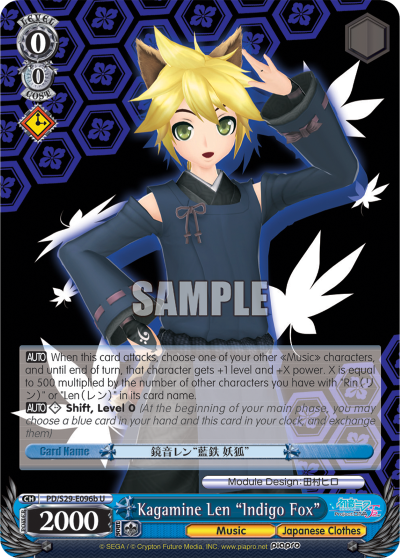 LEVEL
0
0
COST
SAMPLE
AUTO When this card attacks, choose one of your other «Music» characters,
and until end of turn, that character gets +1 level and +X power. X is equal
to 500 multiplied by the number of other characters you have with "Rin(リ
ン)" or "Len(レン)" in its card name.
AUTO Shift, Level 0 (At the beginning of your main phase, you may
choose a blue card in your hand and this card in your clock, and exchange
them)
Card Name 鏡音レン"藍鉄 妖狐"
Module Design: 田村ヒロ
CH PD/S29-E096b U
2000
Kagamine Len "Indigo Fox"
Music Japanese Clothes
© SEGA / © Crypton Future Media, INC. www.piapro.net piapro